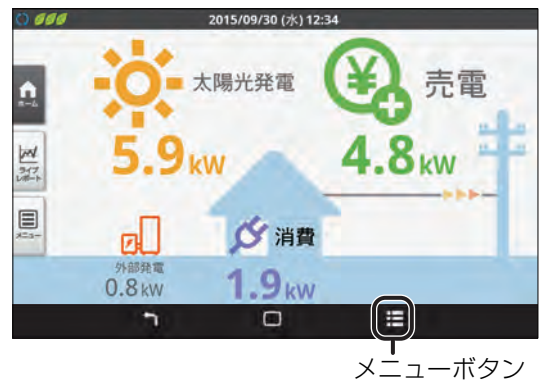 2015/09/30 (水) 12:34
太陽光発電
売電
ホーム
5.9kW
4.8kW
ライブ
レポート
メニュー
消費
外部発電
0.8kW
1.9kW
メニューボタン